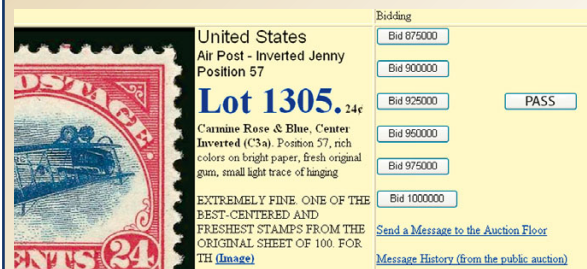 OSTAGE
ENTS 24
United States
Air Post - Inverted Jenny
Position 57
Lot 1305. 24¢
Carmine Rose & Blue, Center
Inverted (C3a). Position 57, rich
colors on bright paper, fresh original
gum, small light trace of hinging
EXTREMELY FINE. ONE OF THE
BEST-CENTERED AND
FRESHEST STAMPS FROM THE
ORIGINAL SHEET OF 100. FOR
TH (Image)
Bidding
Bid 875000
Bid 900000
Bid 925000
PASS
Bid 950000
Bid 975000
Bid 1000000
Send a Message to the Auction Floor
Message History (from the public auction)